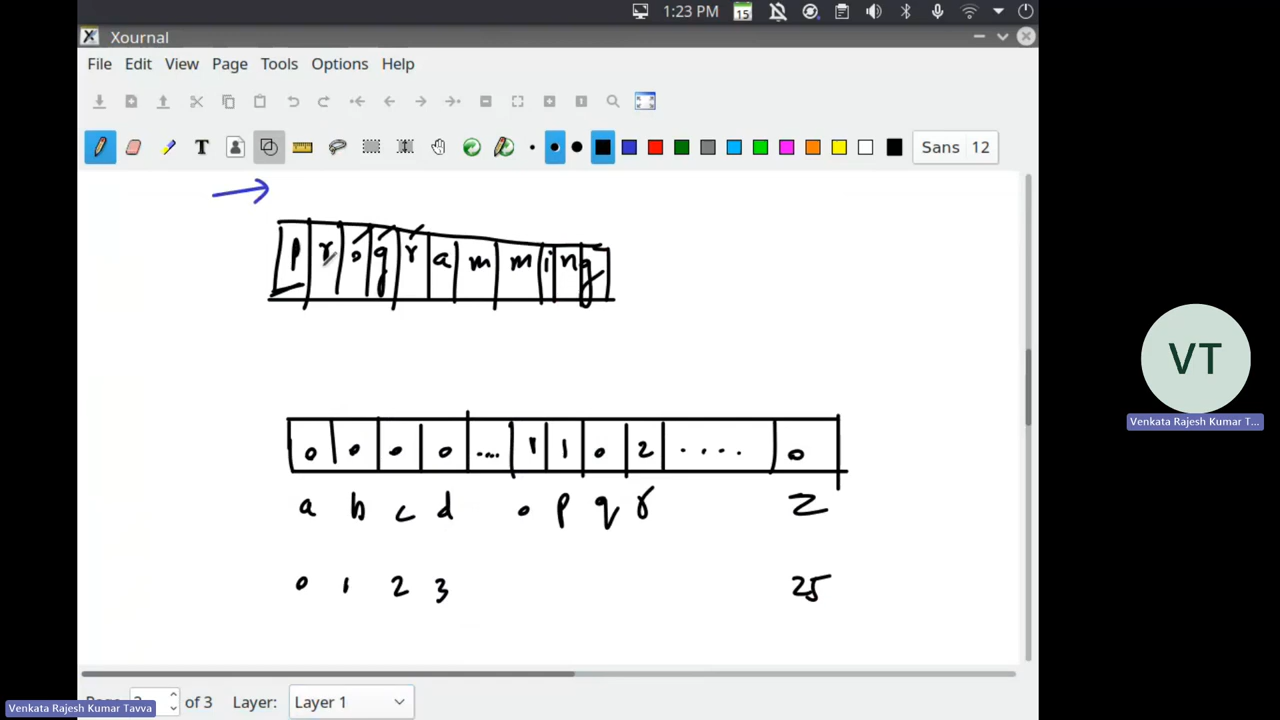 1:23 PM
15
Xournal
File Edit View Page Tools Options Help
T
Sans 12
p r o g r a m m i n g
0 0 0 0 .... 1 1 0 2 .... 0
a b c d o p q r z
0 1 2 3 25
VT
Venkata Rajesh Kumar T...
Page of 3 Layer: Layer 1
Venkata Rajesh Kumar Tavva